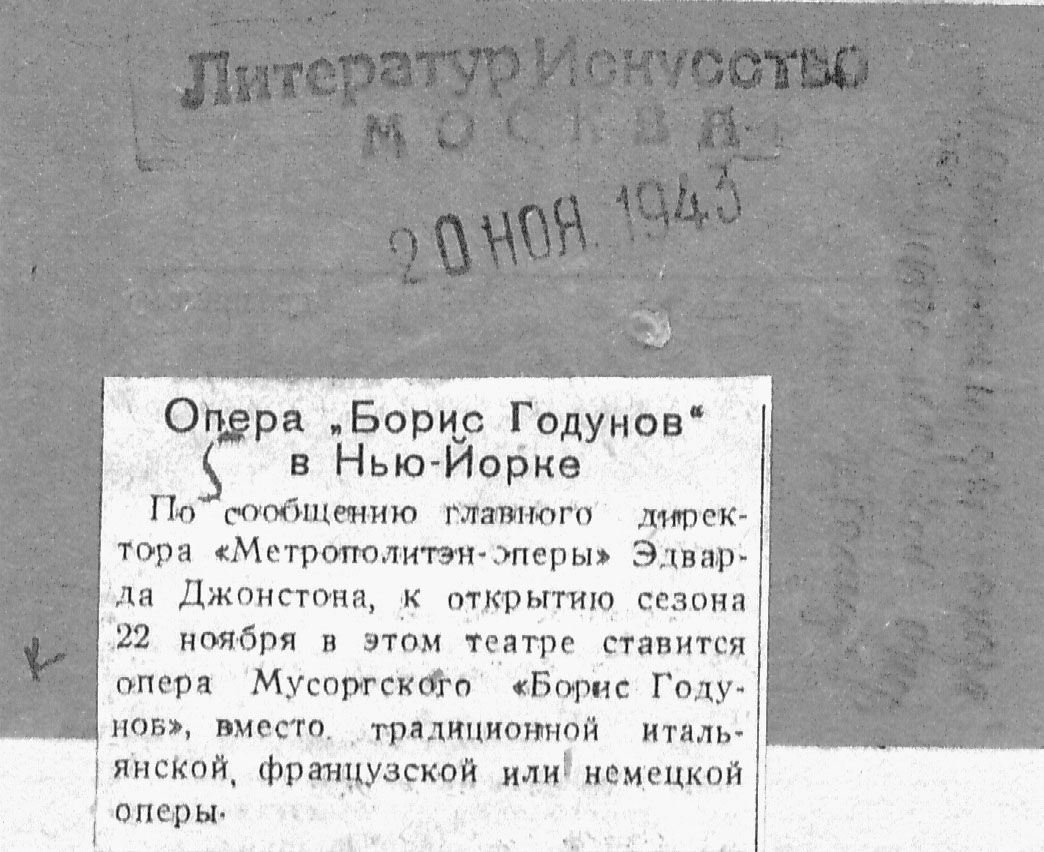 Литератур Искусство
МОСКВА
20 НОЯ. 1943
Опера „Борис Годунов“
в Нью-Йорке
По сообщению главного дирек-
тора «Метрополитэн-оперы» Эдвар-
да Джонстона, к открытию сезона
22 ноября в этом театре ставится
опера Мусоргского «Борис Году-
нов», вместо традиционной италь-
янской, французской или немецкой
оперы.